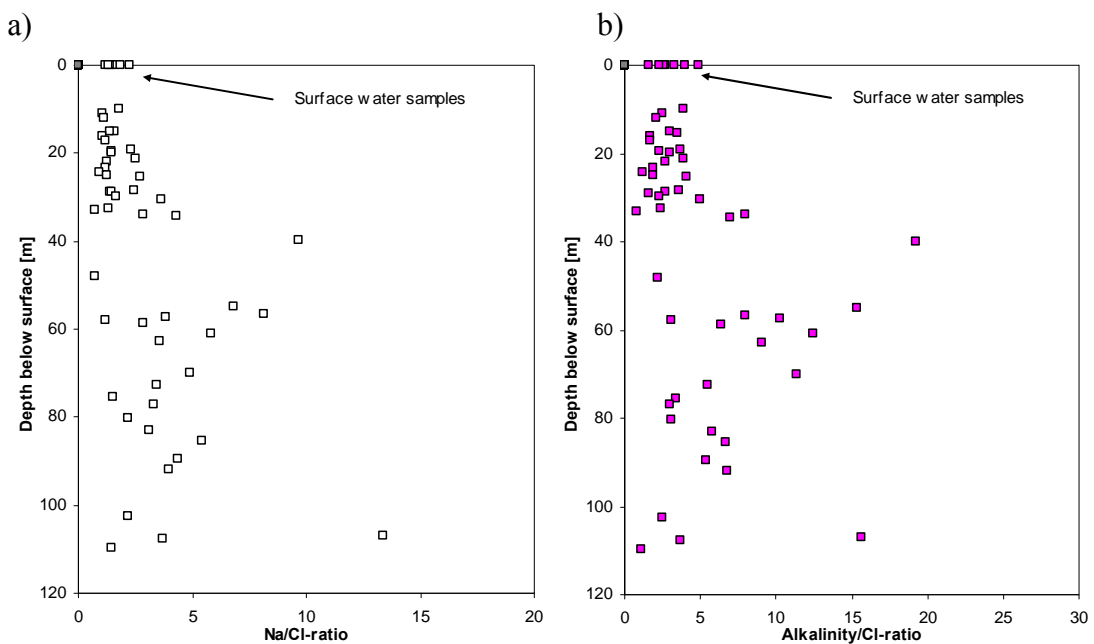 a)
0
20
40
60
80
100
120
Depth below surface [m]
Surface water samples
0 5 10 15 20
Na/Cl-ratio
b)
0
20
40
60
80
100
120
Depth below surface [m]
Surface water samples
0 5 10 15 20 25 30
Alkalinity/Cl-ratio